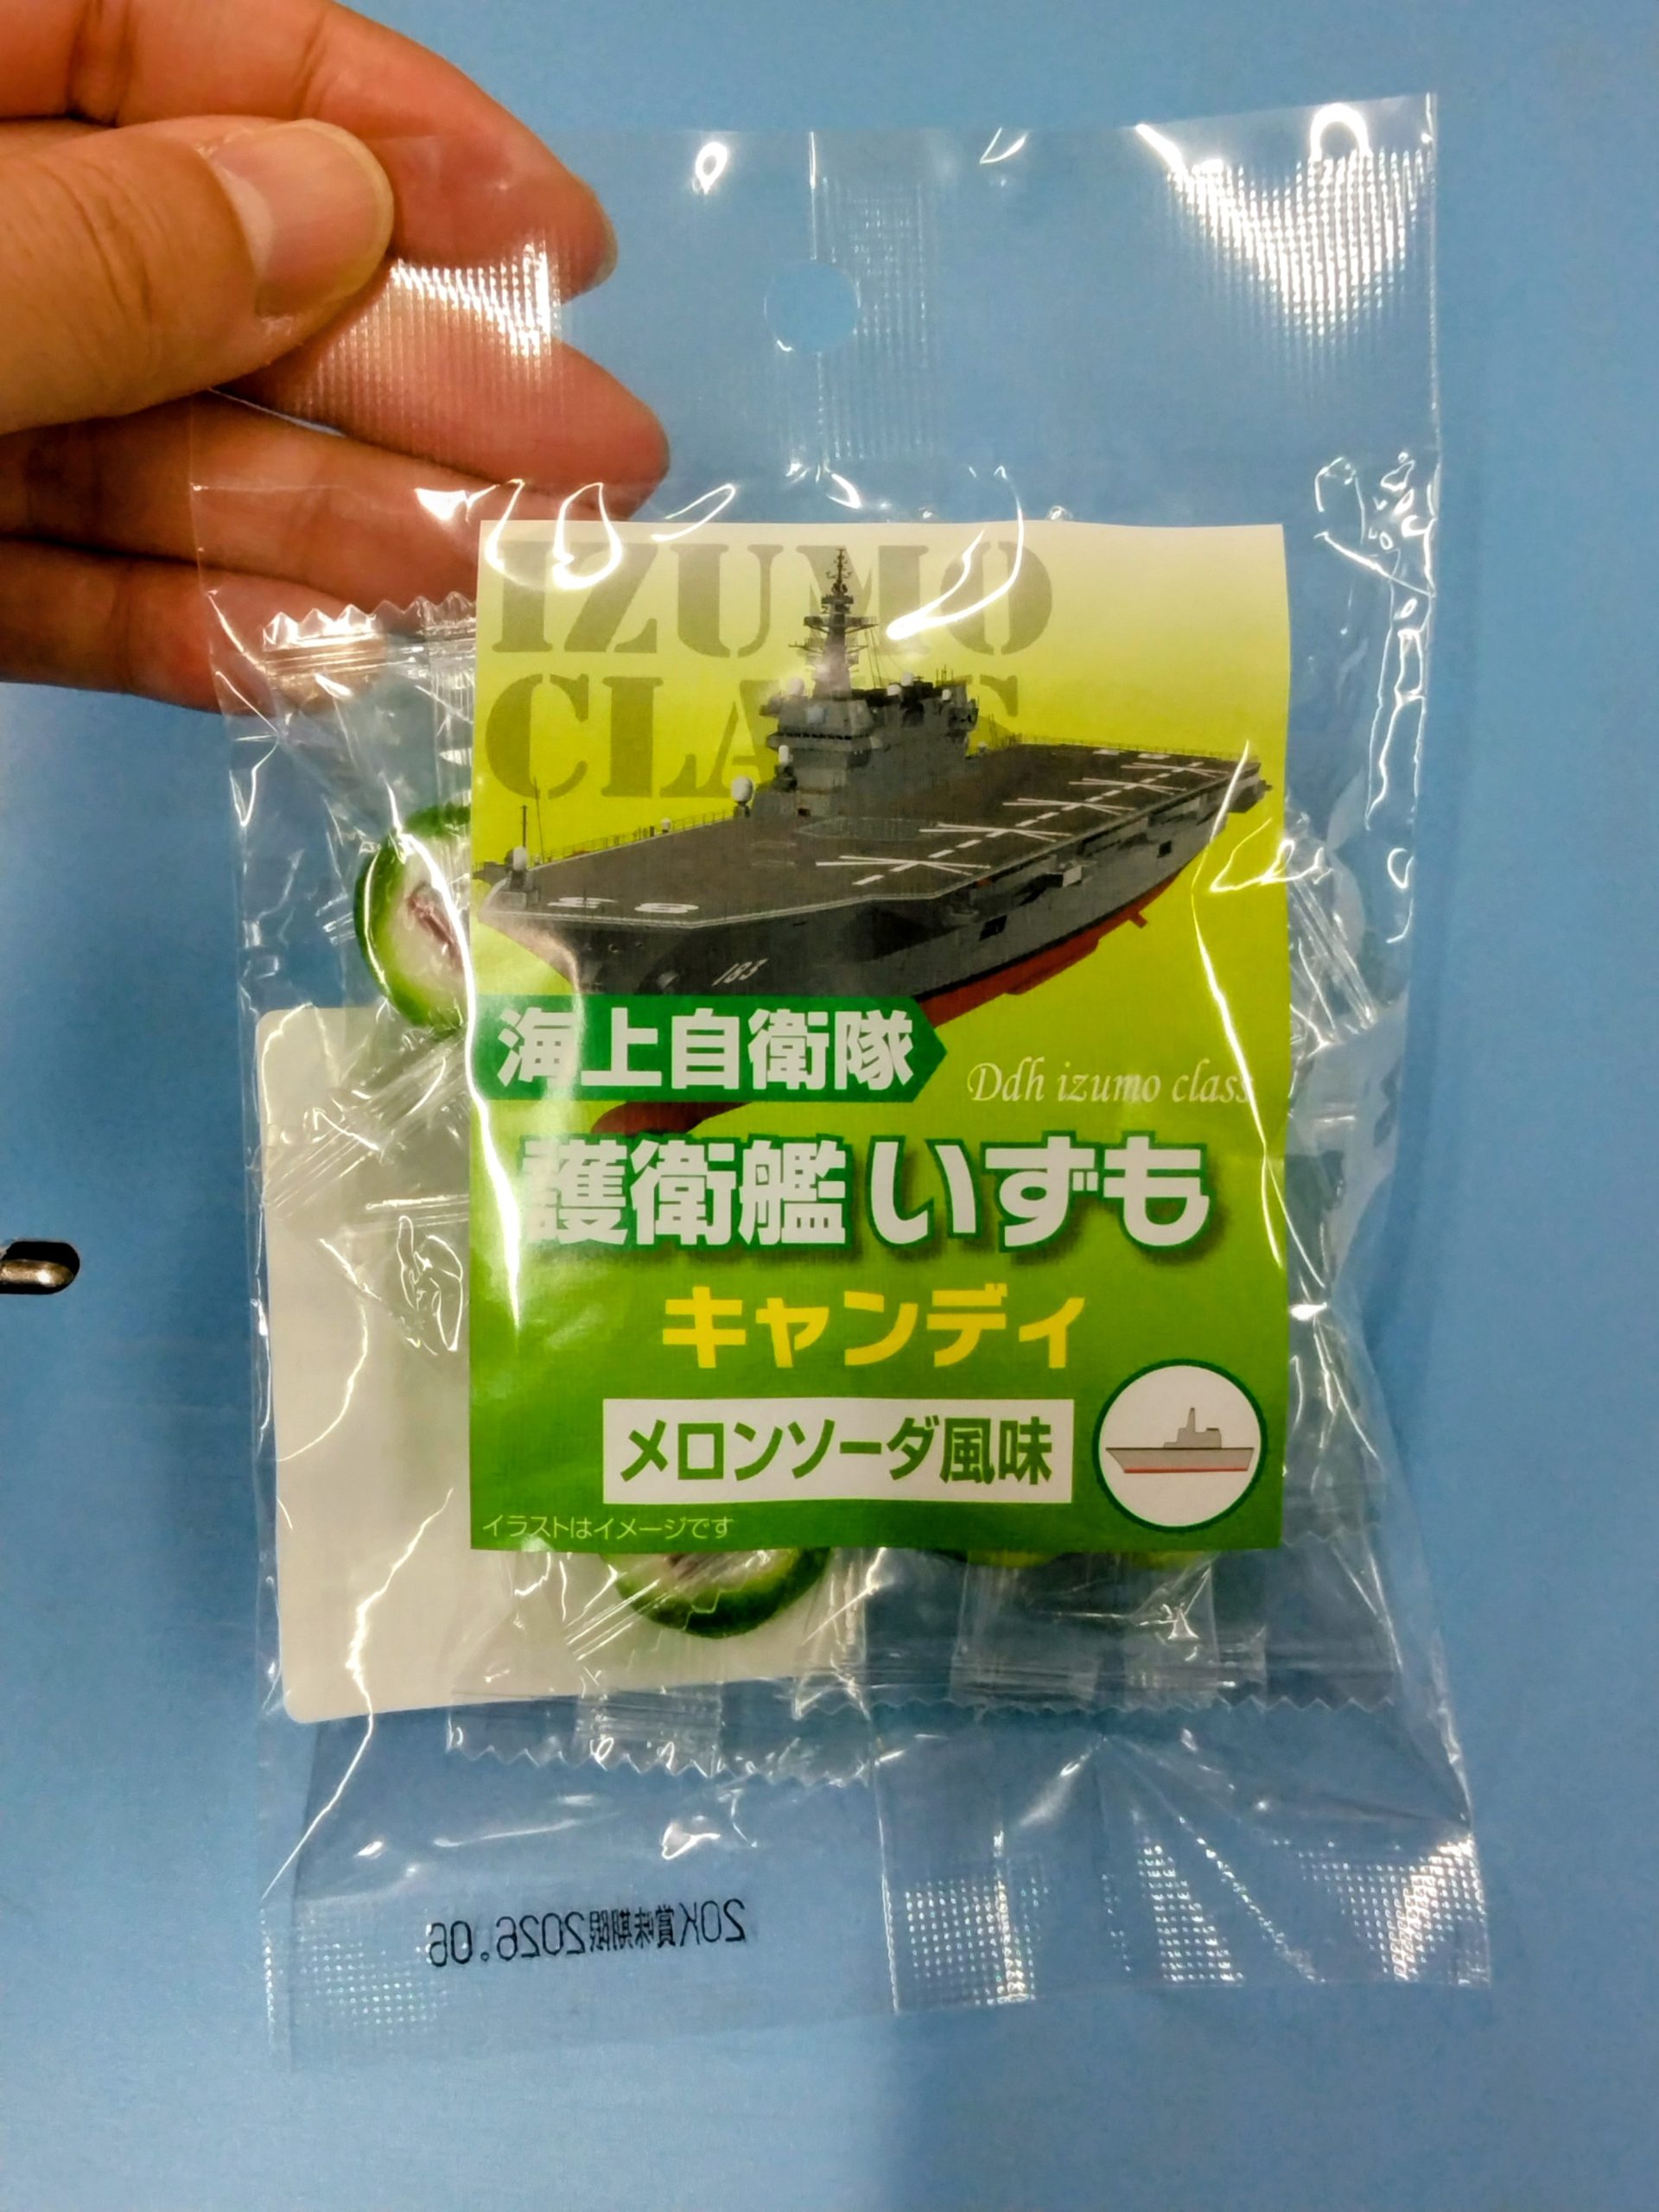 IZUMO
CLASS
83
183
海上自衛隊
Ddh izumo class
護衛艦 いずも
キャンディ
メロンソーダ風味
イラストはイメージです
20K賞味期限2026.06